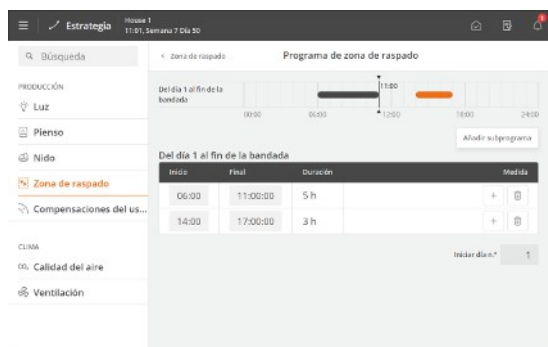 Estrategia
House 1
11:01, Semana 7 Día 50
Búsqueda
PRODUCCIÓN
Luz
Pienso
Nido
Zona de raspado
Compensaciones del us...
CLIMA
Calidad del aire
Ventilación
Zona de raspado
Programa de zona de raspado
Del día 1 al fin de la
bandada
11:00
00:00 06:00 12:00 18:00 24:00
Añadir subprograma
Del día 1 al fin de la bandada
Inicio Final Duración Medida
06:00 11:00:00 5 h
14:00 17:00:00 3 h
Iniciar día n.º 1